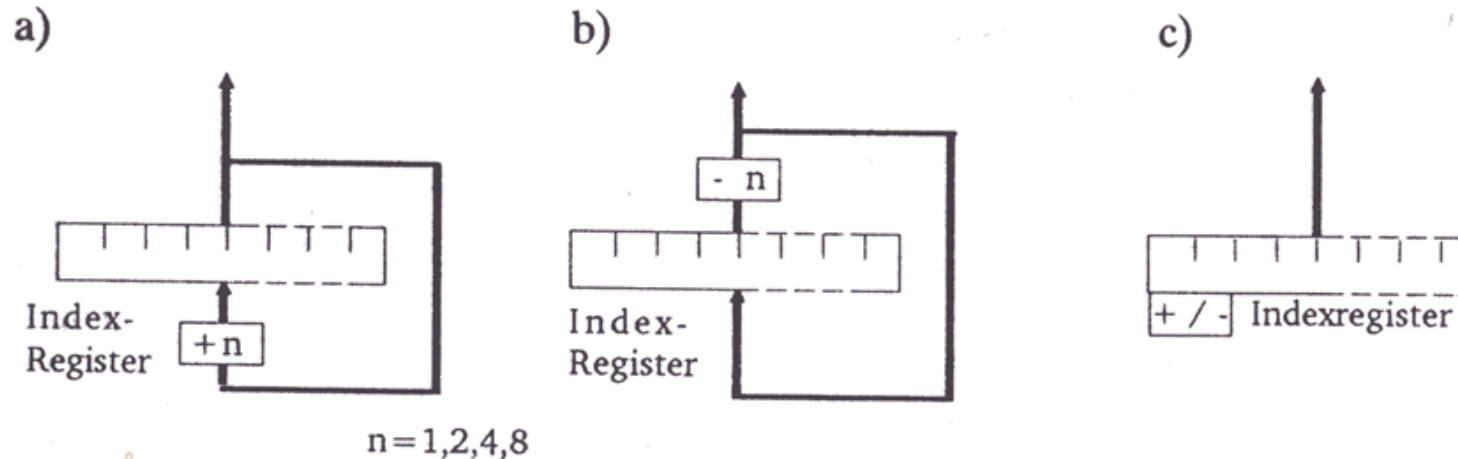 a)
b)
c)
- n
Index-
Register
+n
Index-
Register
+ / -
Indexregister
n=1,2,4,8